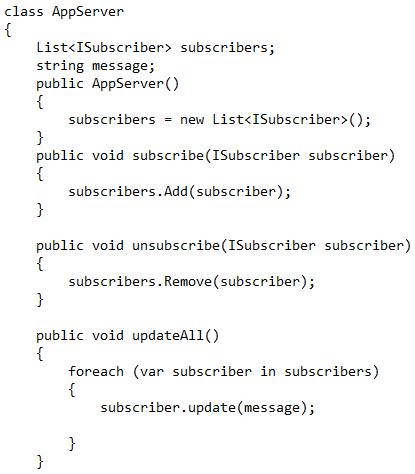 class AppServer
{
    List<ISubscriber> subscribers;
    string message;
    public AppServer()
    {
        subscribers = new List<ISubscriber>();
    }
    public void subscribe(ISubscriber subscriber)
    {
        subscribers.Add(subscriber);
    }

    public void unsubscribe(ISubscriber subscriber)
    {
        subscribers.Remove(subscriber);
    }

    public void updateAll()
    {
        foreach (var subscriber in subscribers)
        {
            subscriber.update(message);

        }
    }